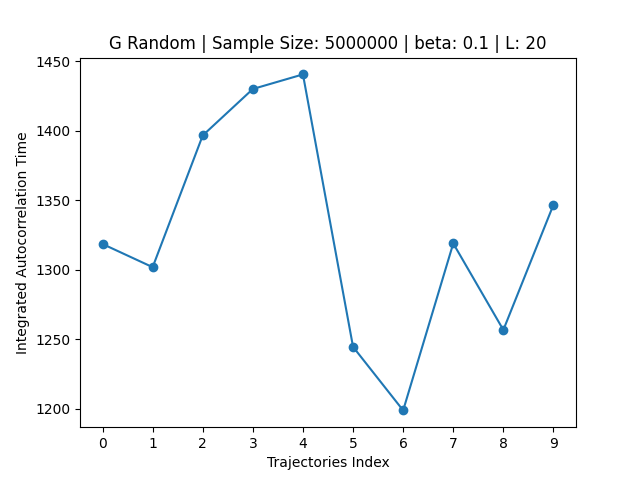 G Random | Sample Size: 5000000 | beta: 0.1 | L: 20
Integrated Autocorrelation Time
1450
1400
1350
1300
1250
1200
0 1 2 3 4 5 6 7 8 9
Trajectories Index